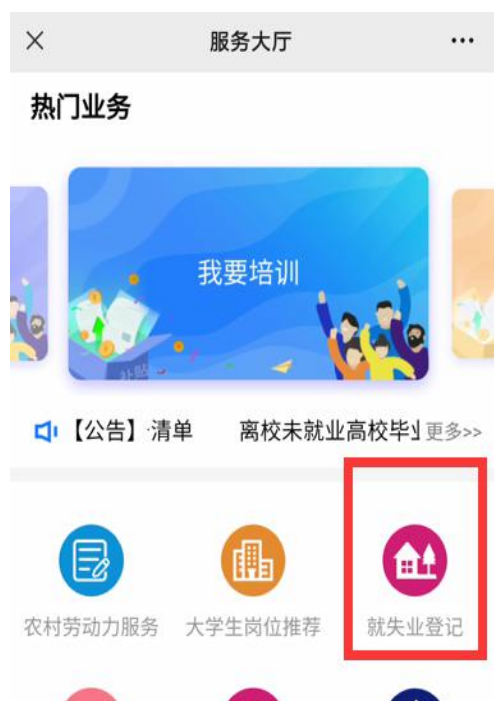 服务大厅
热门业务
我要培训
补贴
【公告】·清单 离校未就业高校毕 更多>>
农村劳动力服务 大学生岗位推荐 就失业登记